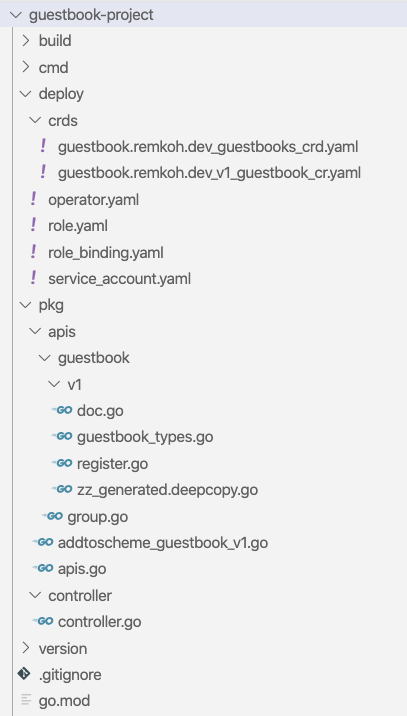 guestbook-project
build
cmd
deploy
crds
! guestbook.remkoh.dev_guestbooks_crd.yaml
! guestbook.remkoh.dev_v1_guestbook_cr.yaml
! operator.yaml
! role.yaml
! role_binding.yaml
! service_account.yaml
pkg
apis
guestbook
v1
GO doc.go
GO guestbook_types.go
GO register.go
GO zz_generated.deepcopy.go
GO group.go
GO addtoscheme_guestbook_v1.go
GO apis.go
controller
GO controller.go
version
.gitignore
go.mod